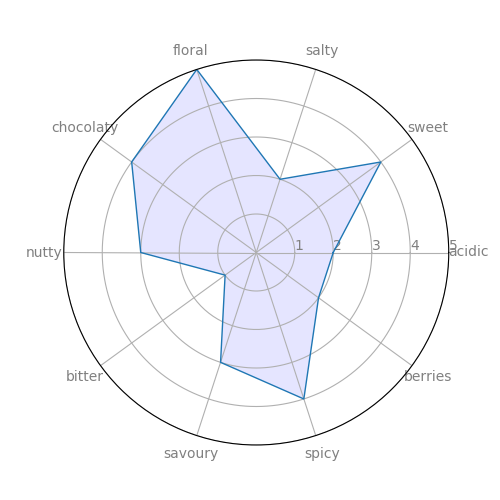 floral
salty
chocolaty
sweet
nutty
1
2
3
4
5
acidic
bitter
berries
savoury
spicy